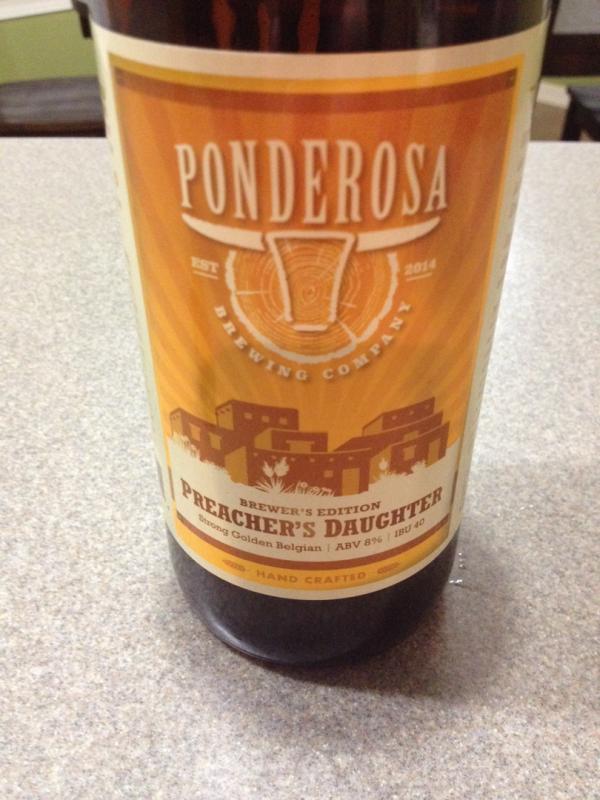 PONDEROSA
EST 2014
BREWING COMPANY
BREWER'S EDITION
PREACHER'S DAUGHTER
Strong Golden Belgian | ABV 8% | IBU 40
HAND CRAFTED